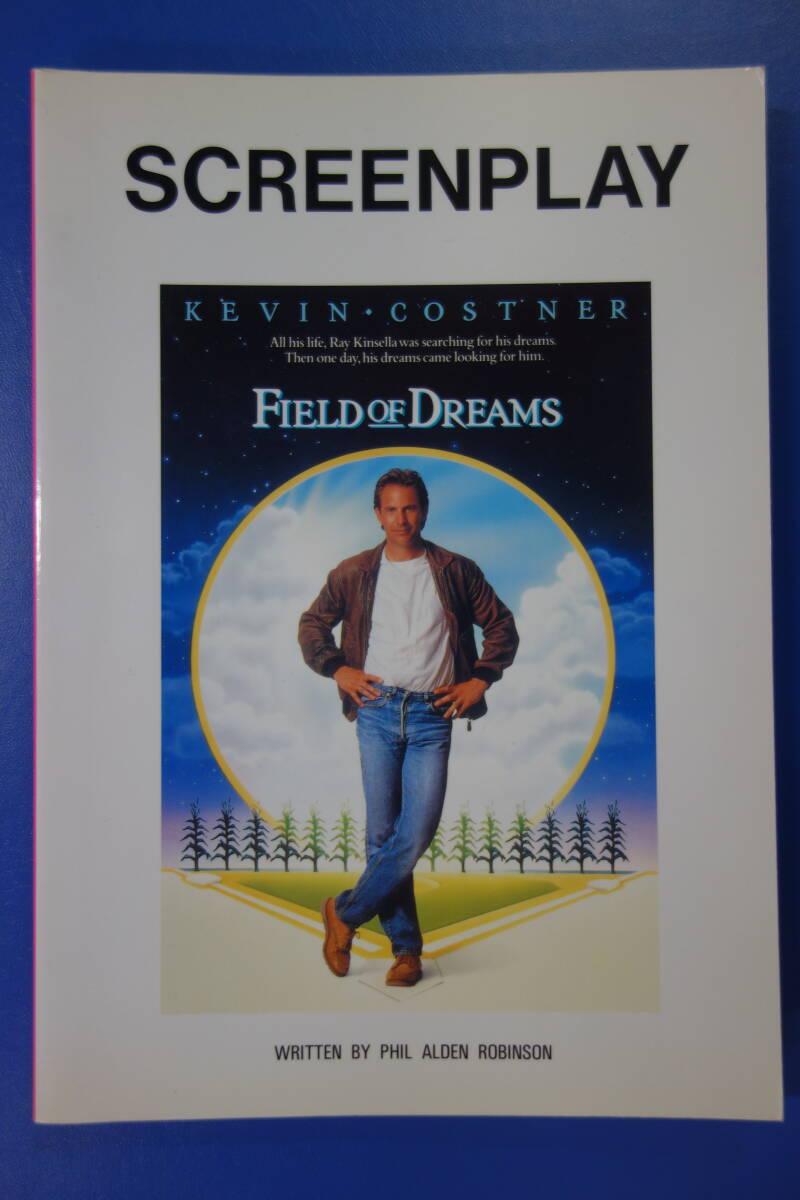 SCREENPLAY
KEVIN · COSTNER
All his life, Ray Kinsella was searching for his dreams.
Then one day, his dreams came looking for him.
FIELD OF DREAMS
WRITTEN BY PHIL ALDEN ROBINSON